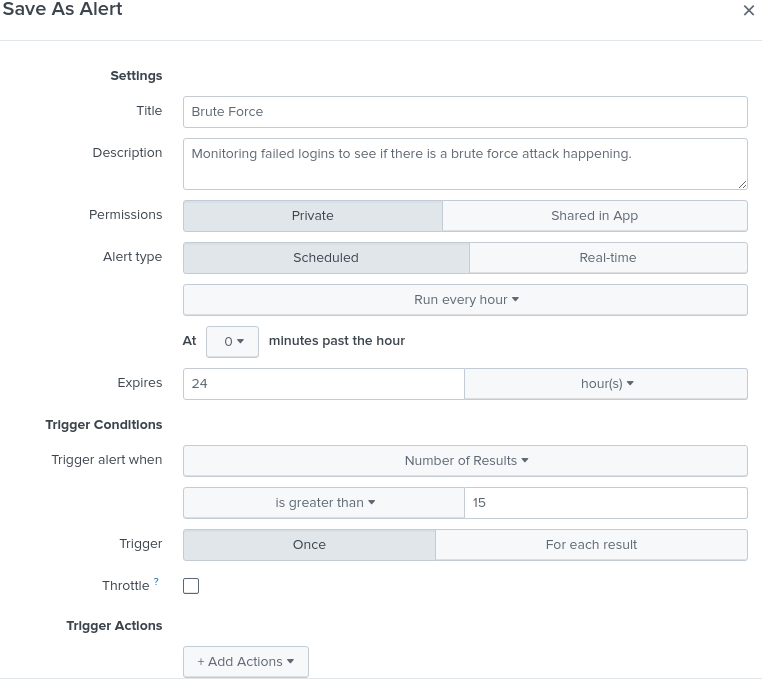 Save As Alert ×
Settings
Title Brute Force
Description Monitoring failed logins to see if there is a brute force attack happening.
Permissions Private Shared in App
Alert type Scheduled Real-time
Run every hour
At 0 minutes past the hour
Expires 24 hour(s)
Trigger Conditions
Trigger alert when Number of Results
is greater than 15
Trigger Once For each result
Throttle ?
Trigger Actions
+ Add Actions